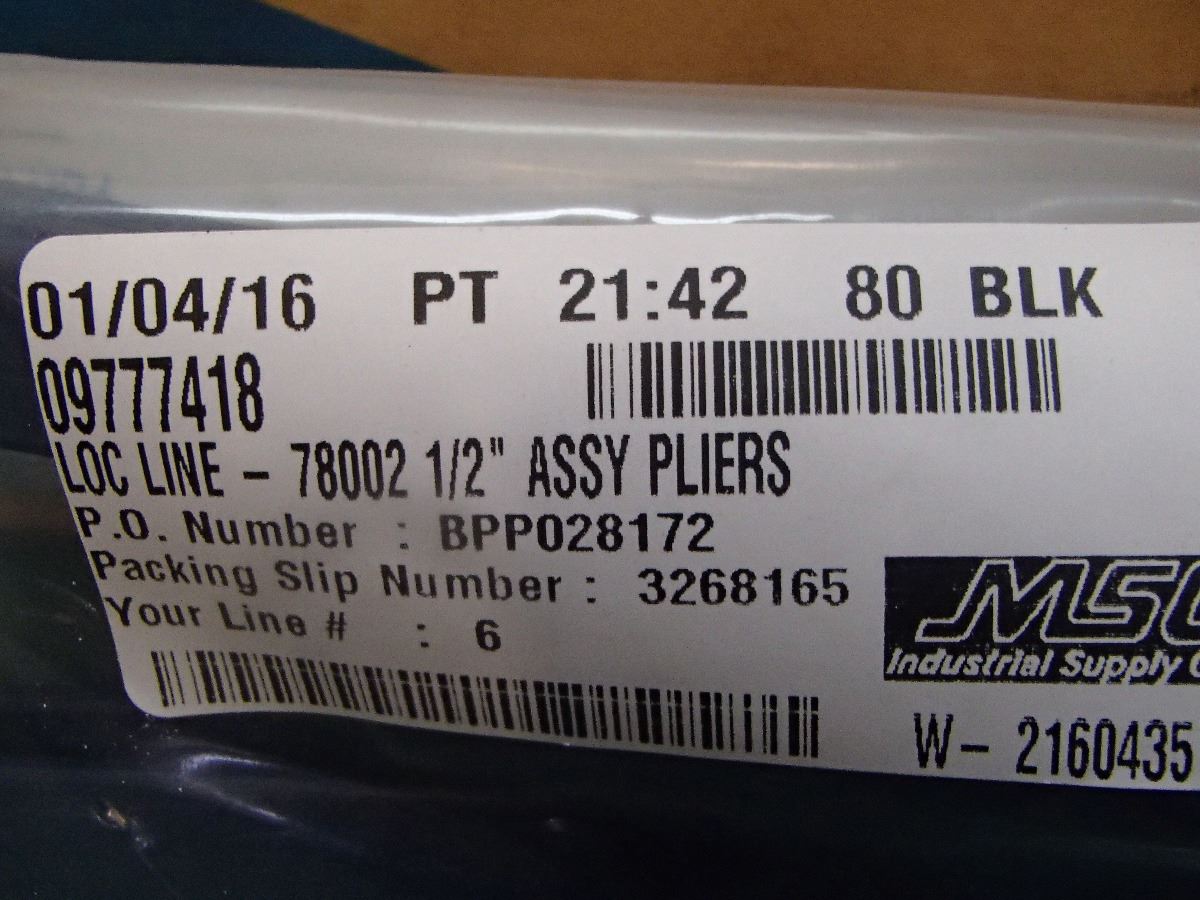 01/04/16 PT 21:42 80 BLK
09777418
LOC LINE - 78002 1/2" ASSY PLIERS
P.O. Number : BPP028172
Packing Slip Number : 3268165
Your Line # : 6
MSC
Industrial Supply
W- 2160435